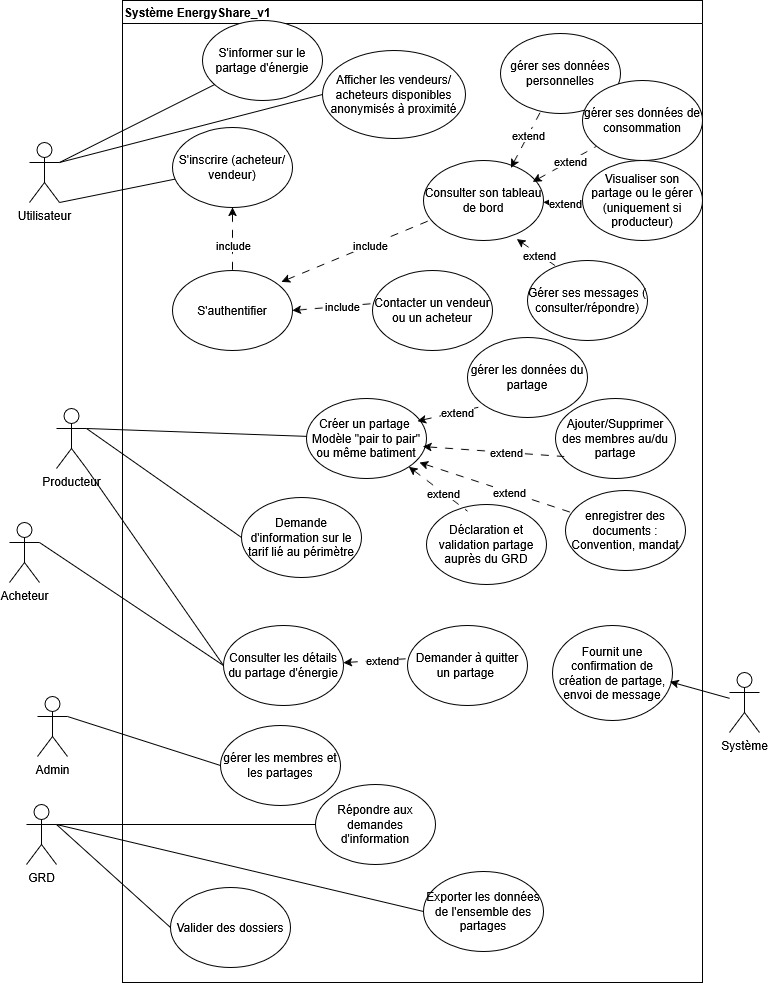 Système EnergyShare_v1
S'informer sur le
partage d'énergie
Afficher les vendeurs/
acheteurs disponibles
anonymisés à proximité
gérer ses données
personnelles
gérer ses données de
consommation
extend
extend
Utilisateur
S'inscrire (acheteur/
vendeur)
Consulter son tableau
de bord
extend
Visualiser son
partage ou le gérer
(uniquement si
producteur)
include
include
extend
S'authentifier
include
Contacter un vendeur
ou un acheteur
Gérer ses messages (
consulter/répondre)
gérer les données du
partage
Producteur
Créer un partage
Modèle "pair to pair"
ou même batiment
extend
extend
Ajouter/Supprimer
des membres au/du
partage
extend
extend
Demande
d'information sur le
tarif lié au périmètre
Déclaration et
validation partage
auprès du GRD
enregistrer des
documents :
Convention, mandat
Acheteur
Consulter les détails
du partage d'énergie
extend
Demander à quitter
un partage
Fournit une
confirmation de
création de partage,
envoi de message
Système
Admin
gérer les membres et
les partages
GRD
Répondre aux
demandes
d'information
Exporter les données
de l'ensemble des
partages
Valider des dossiers